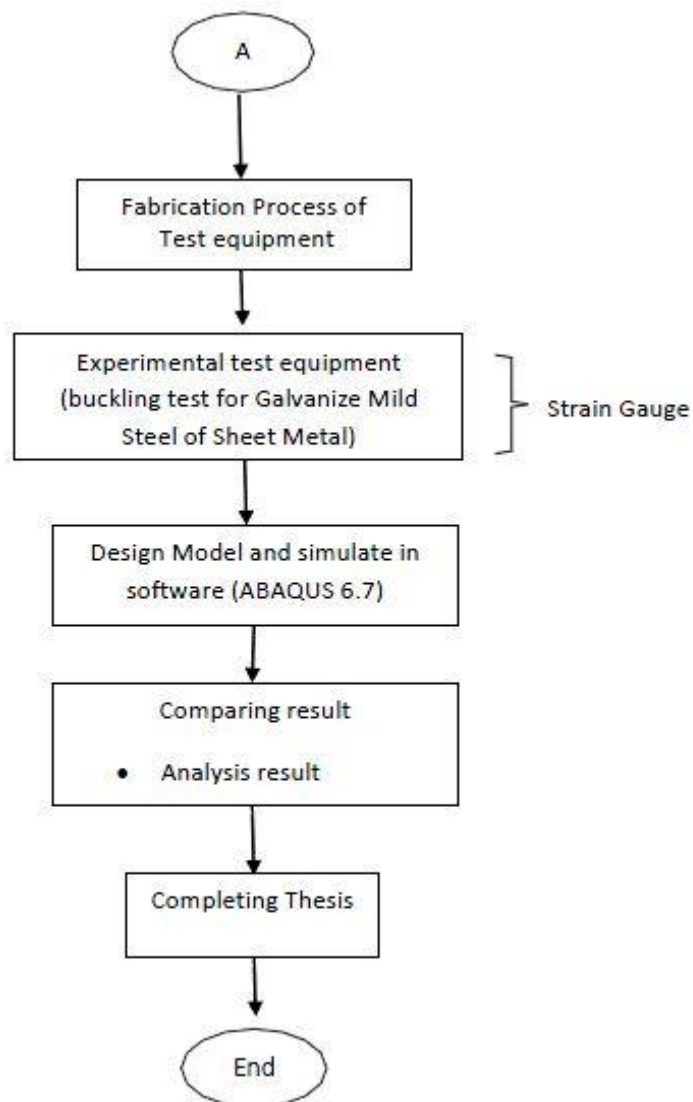 A
Fabrication Process of
Test equipment
Experimental test equipment
(buckling test for Galvanize Mild
Steel of Sheet Metal)
Strain Gauge
Design Model and simulate in
software (ABAQUS 6.7)
Comparing result
• Analysis result
Completing Thesis
End